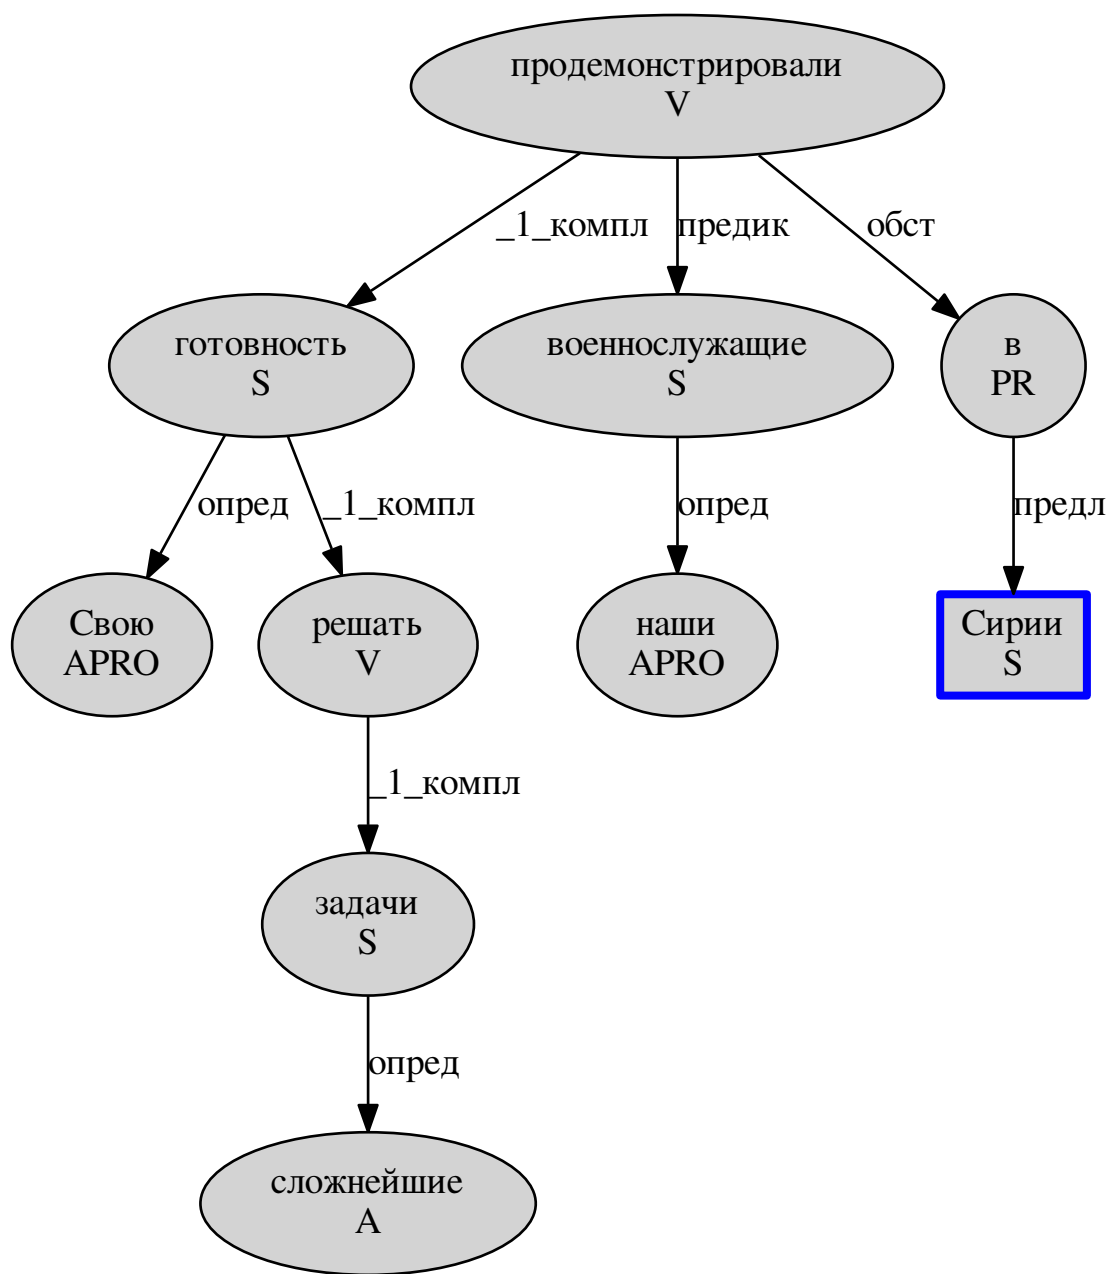 продемонстрировали
V
_1_компл
предик
обст
готовность
S
военнослужащие
S
в
PR
опред
_1_компл
опред
предл
Свою
APRO
решать
V
наши
APRO
Сирии
S
_1_компл
задачи
S
опред
сложнейшие
A